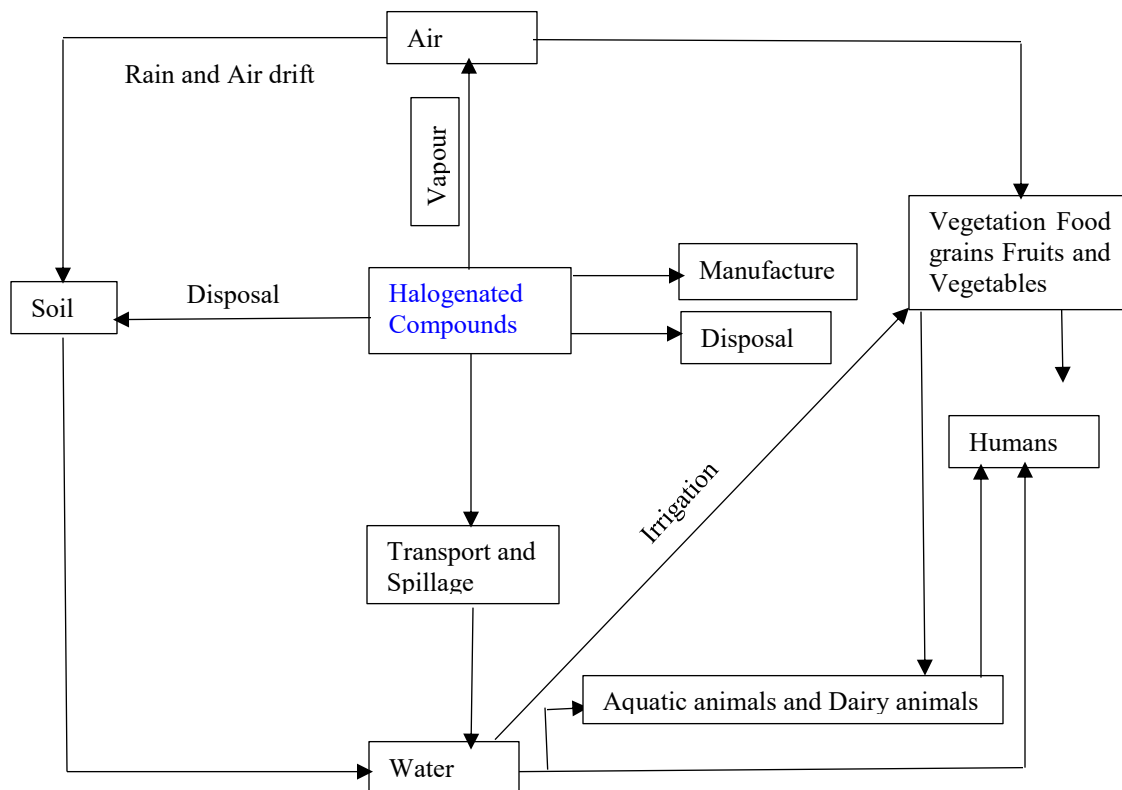 Air
Rain and Air drift
Vapour
Vegetation Food
grains Fruits and
Vegetables
Manufacture
Halogenated
Compounds
Disposal
Soil
Disposal
Humans
Irrigation
Transport and
Spillage
Aquatic animals and Dairy animals
Water